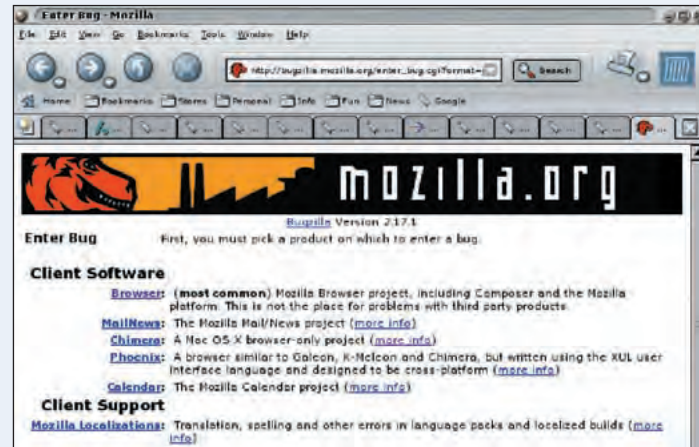 Enter Bug - Mozilla
File Edit View Go Bookmarks Tools Window Help
http://bugzilla.mozilla.org/enter_bug.cgi?format= Search
Home Bookmarks Stores Personal Info Fun News Google
mozilla.org
Bugzilla Version 2.17.1
Enter Bug First, you must pick a product on which to enter a bug.
Client Software
Browser: (most common) Mozilla Browser project, including Composer and the Mozilla
platform. This is not the place for problems with third party products.
MailNews: The Mozilla Mail/News project (more info)
Chimera: A Mac OS X browser-only project (more info)
Phoenix: A browser similar to Galeon, K-Meleon and Chimera, but written using the XUL user
interface language and designed to be cross-platform (more info)
Calendar: The Mozilla Calendar project (more info)
Client Support
Mozilla Localizations: Translation, spelling and other errors in language packs and localized builds (more
info)